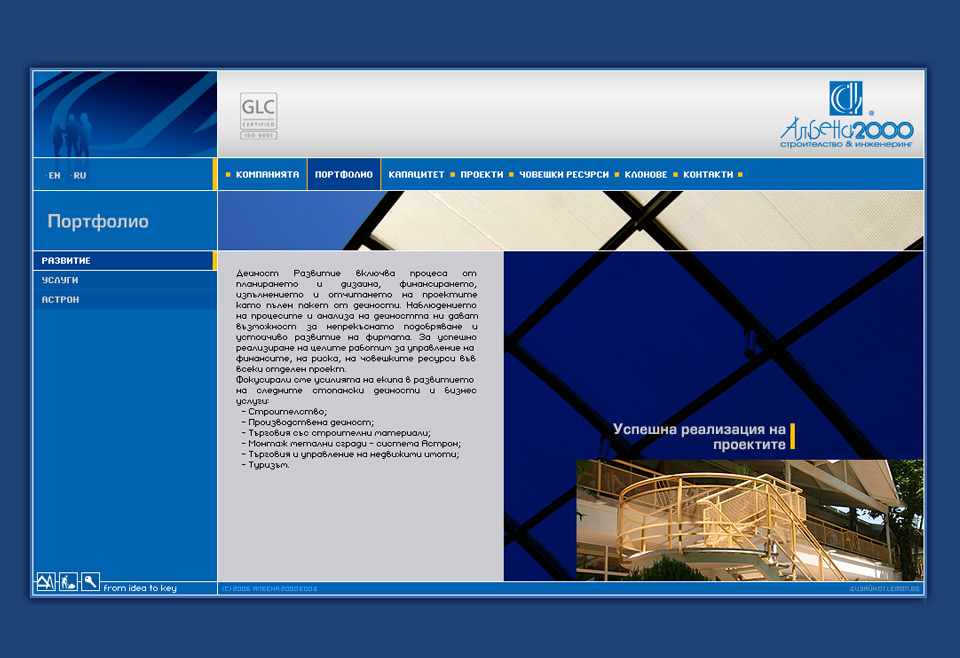 GLC
CERTIFIED
ISO 9001
АлбеНа2000
строителство & инженеринг
EN RU
КОМПАНИЯТА ПОРТФОЛИО КАПАЦИТЕТ ПРОЕКТИ ЧОВЕШКИ РЕСУРСИ КЛОНОВЕ КОНТАКТИ
Портфолио
РАЗВИТИЕ
УСЛУГИ
АСТРОН
Дейност Развитие включва процеса от
планирането и дизайна, финансирането,
изпълнението и отчитането на проектите
като пълен пакет от дейности. Наблюдението
на процесите и анализа на дейността ни дават
възможност за непрекъснато подобряване и
устойчиво развитие на фирмата. За успешно
реализиране на целите работим за управление на
финансите, на риска, на човешките ресурси във
всеки отделен проект.
Фокусирали сме усилията на екипа в развитието
на следните стопански дейности и бизнес
услуги:
- Строителство;
- Производствена дейност;
- Търговия със строителни материали;
- Монтаж метални сгради - система Астрон;
- Търговия и управление на недвижими имоти;
- Туризъм.
Успешна реализация на
проектите
from idea to key
(C) 2006 АЛБЕНА 2000 ЕООД
ДИЗАЙН ОТ LEMON.BG